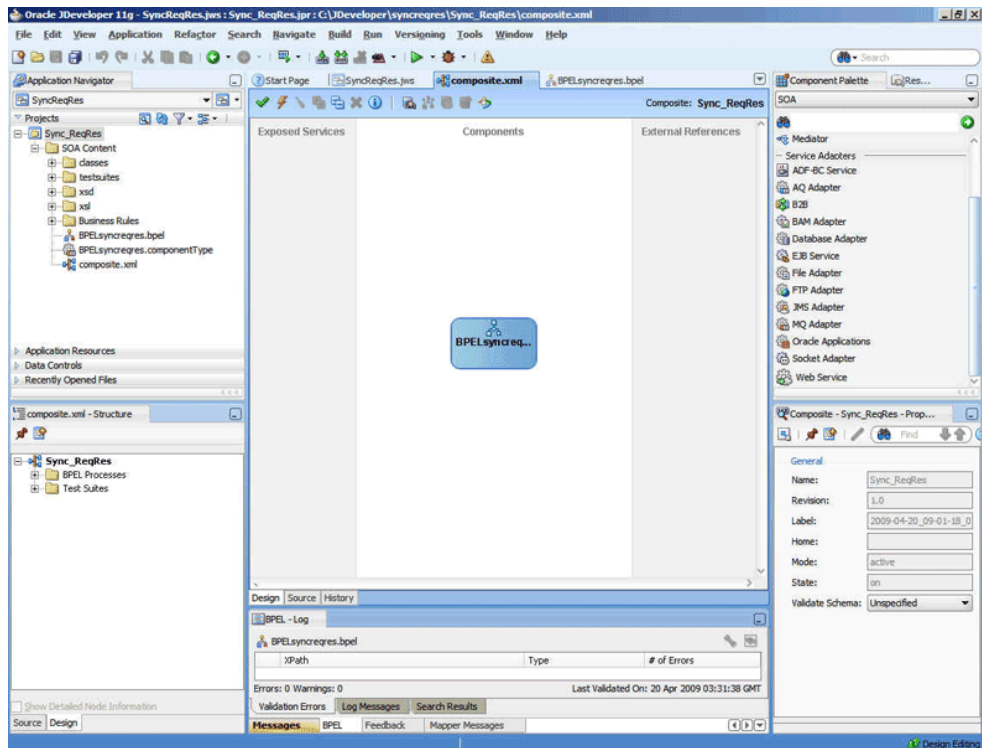 Oracle JDeveloper 11g - SyncReqRes.jws : Sync_ReqRes.jpr : C:\JDeveloper\syncreqres\Sync_ReqRes\composite.xml
File Edit View Application Refactor Search Navigate Build Run Versigning Tools Window Help
Search
Application Navigator
Start Page
SyncReqRes.jws
composite.xml
BPELsyncreqres.bpel
Component Palette
Res...
SyncReqRes
Composite: Sync_ReqRes
SOA
Projects
Sync_ReqRes
SOA Content
classes
testsuites
xsd
xsl
Business Rules
BPELsyncreqres.bpel
BPELsyncreqres.componentType
composite.xml
Application Resources
Data Controls
Recently Opened Files
Exposed Services
Components
External References
BPELsyncreq...
Mediator
Service Adapters
ADF-BC Service
AQ Adapter
B2B
BAM Adapter
Database Adapter
EJB Service
File Adapter
FTP Adapter
JMS Adapter
MQ Adapter
Oracle Applications
Socket Adapter
Web Service
composite.xml - Structure
Sync_ReqRes
BPEL Processes
Test Suites
Show Detailed Node Information
Source Design
Design Source History
BPEL - Log
BPELsyncreqres.bpel
XPath Type # of Errors
Errors: 0 Warnings: 0
Last Validated On: 20 Apr 2009 03:31:38 GMT
Validation Errors Log Messages Search Results
Messages BPEL Feedback Mapper Messages
Composite - Sync_ReqRes - Prop...
Find
General
Name: Sync_ReqRes
Revision: 1.0
Label: 2009-04-20_09-01-18_0
Home:
Mode: active
State: on
Validate Schema: Unspecified
Design Editing